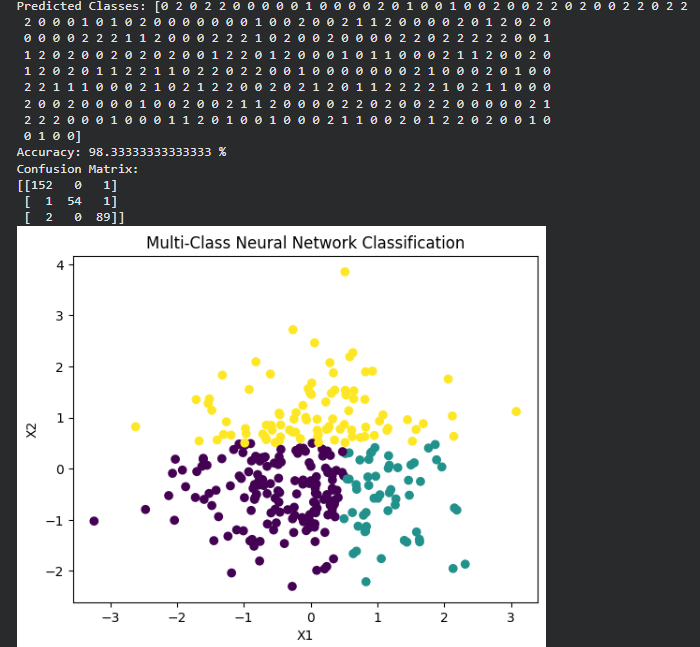 Predicted Classes: [0 2 0 2 2 0 0 0 0 0 1 0 0 0 0 0 2 0 1 0 0 1 0 0 2 0 0 2 2 0 2 0 0 2 2 0 2 2
2 0 0 0 1 0 1 0 2 0 0 0 0 0 0 1 0 0 2 0 0 2 1 1 2 0 0 0 0 2 0 1 2 0 2 0
0 0 0 0 2 2 2 1 1 2 0 0 0 2 2 2 1 0 0 2 0 0 0 0 0 0 0 0 2 2 0 2 2 0 0 1
1 2 0 2 0 0 0 0 2 0 2 0 0 1 2 2 0 1 2 0 0 0 1 0 1 1 0 0 0 2 1 1 2 0 0 0
1 2 0 2 0 1 1 2 2 1 1 0 2 2 0 0 2 0 1 0 0 0 0 0 0 0 0 2 1 0 0 0 2 0 1 0 0
2 2 1 1 1 0 0 0 2 1 0 2 1 2 2 2 0 0 2 0 2 1 2 0 1 1 2 1 2 2 2 2 1 0 2 1 1 0 0 0
2 0 0 2 0 0 0 0 1 0 0 2 0 0 2 1 1 2 0 0 0 0 2 2 0 2 0 0 2 2 0 0 0 0 0 0 2 1
2 2 2 0 0 0 1 0 0 0 1 1 2 0 1 0 0 1 0 0 0 2 1 1 0 0 2 0 1 2 2 0 2 0 0 1 0
0 1 0 0]
Accuracy: 98.33333333333333 %
Confusion Matrix:
[[152 0 1]
[ 1 54 1]
[ 2 0 89]]
Multi-Class Neural Network Classification
4
3
2
1
0
−1
−2
X2
−3 −2 −1 0 1 2 3
X1